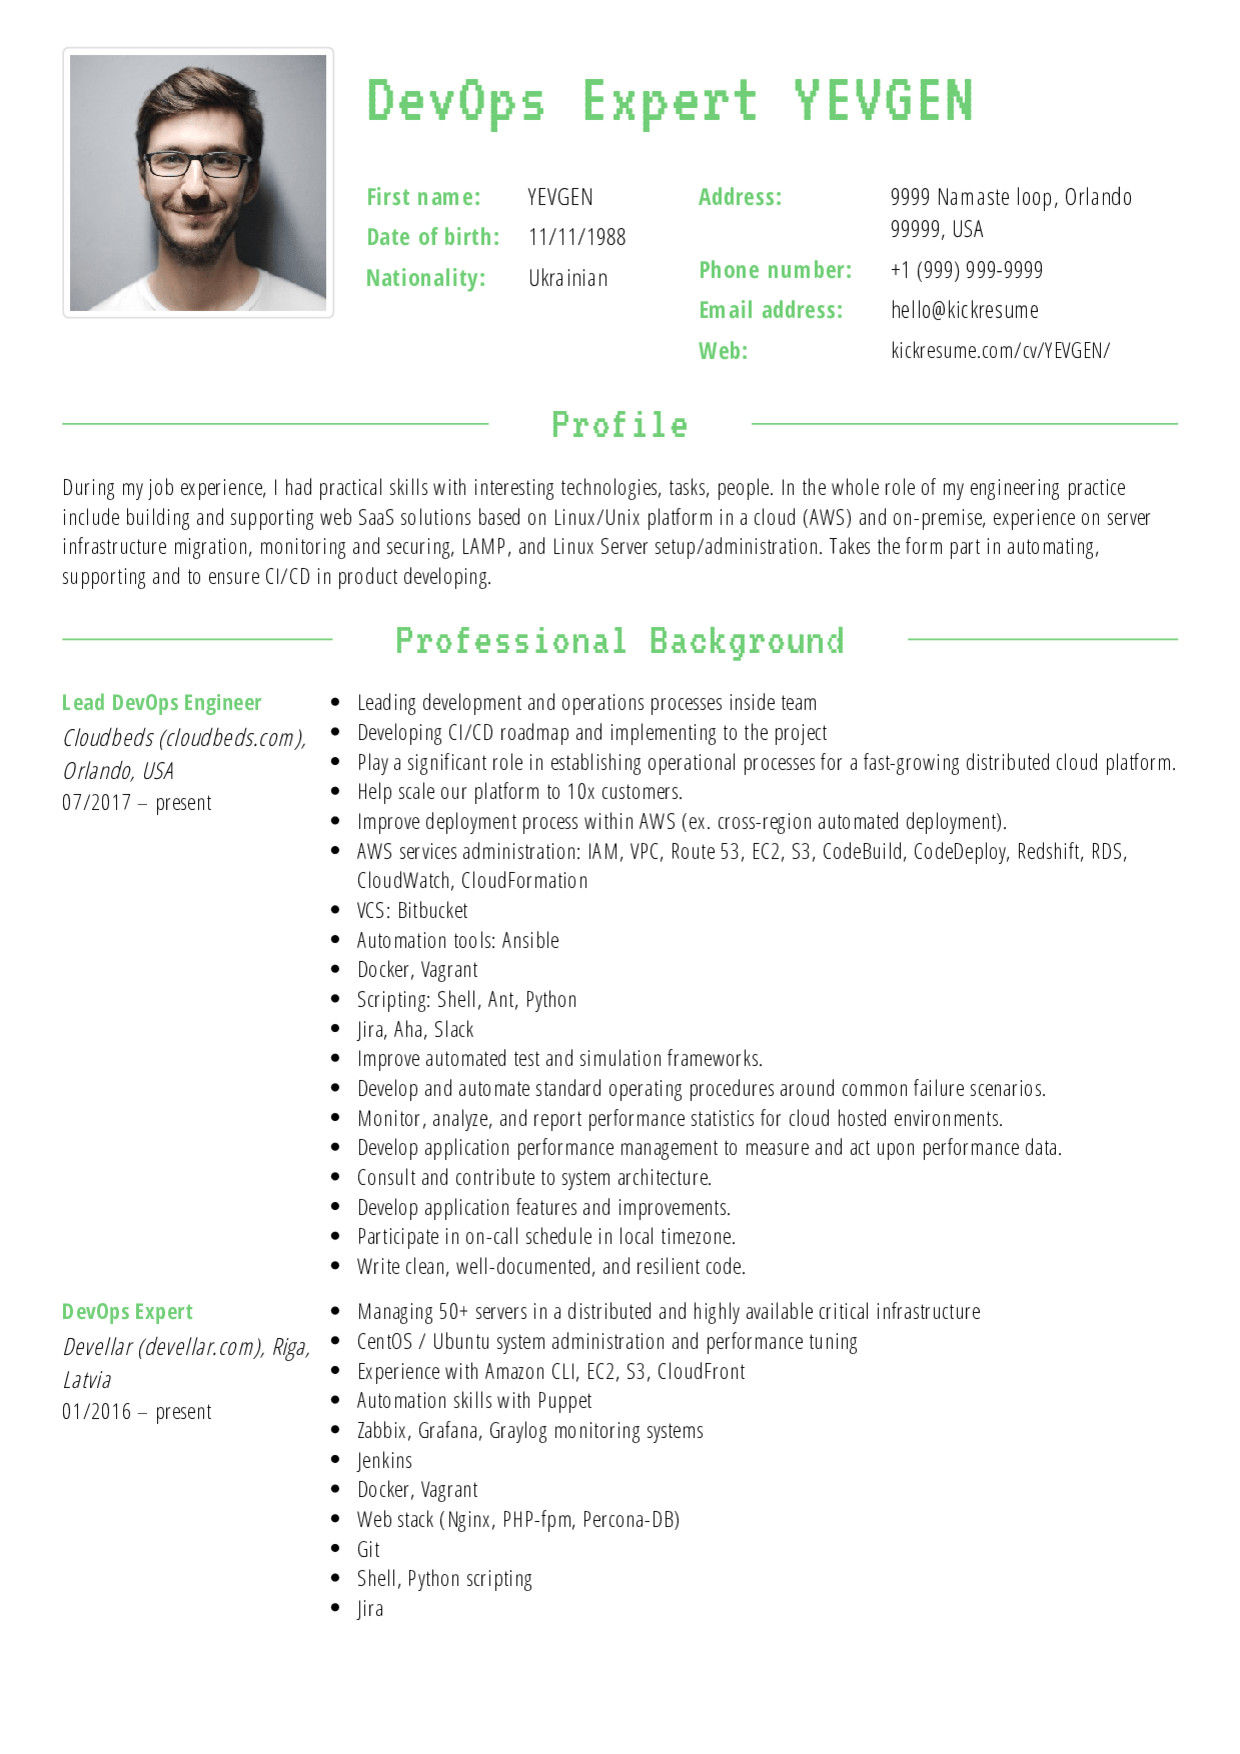 DevOps Expert YEVGEN
First name: YEVGEN
Date of birth: 11/11/1988
Nationality: Ukrainian
Address: 9999 Namaste loop, Orlando
99999, USA
Phone number: +1 (999) 999-9999
Email address: hello@kickresume
Web: kickresume.com/cv/YEVGEN/
Profile
During my job experience, I had practical skills with interesting technologies, tasks, people. In the whole role of my engineering practice
include building and supporting web SaaS solutions based on Linux/Unix platform in a cloud (AWS) and on-premise, experience on server
infrastructure migration, monitoring and securing, LAMP, and Linux Server setup/administration. Takes the form part in automating,
supporting and to ensure CI/CD in product developing.
Professional Background
Lead DevOps Engineer
Cloudbeds (cloudbeds.com),
Orlando, USA
07/2017 – present
• Leading development and operations processes inside team
• Developing CI/CD roadmap and implementing to the project
• Play a significant role in establishing operational processes for a fast-growing distributed cloud platform.
• Help scale our platform to 10x customers.
• Improve deployment process within AWS (ex. cross-region automated deployment).
• AWS services administration: IAM, VPC, Route 53, EC2, S3, CodeBuild, CodeDeploy, Redshift, RDS,
CloudWatch, CloudFormation
• VCS: Bitbucket
• Automation tools: Ansible
• Docker, Vagrant
• Scripting: Shell, Ant, Python
• Jira, Aha, Slack
• Improve automated test and simulation frameworks.
• Develop and automate standard operating procedures around common failure scenarios.
• Monitor, analyze, and report performance statistics for cloud hosted environments.
• Develop application performance management to measure and act upon performance data.
• Consult and contribute to system architecture.
• Develop application features and improvements.
• Participate in on-call schedule in local timezone.
• Write clean, well-documented, and resilient code.
DevOps Expert
Devellar (devellar.com), Riga,
Latvia
01/2016 – present
• Managing 50+ servers in a distributed and highly available critical infrastructure
• CentOS / Ubuntu system administration and performance tuning
• Experience with Amazon CLI, EC2, S3, CloudFront
• Automation skills with Puppet
• Zabbix, Grafana, Graylog monitoring systems
• Jenkins
• Docker, Vagrant
• Web stack (Nginx, PHP-fpm, Percona-DB)
• Git
• Shell, Python scripting
• Jira